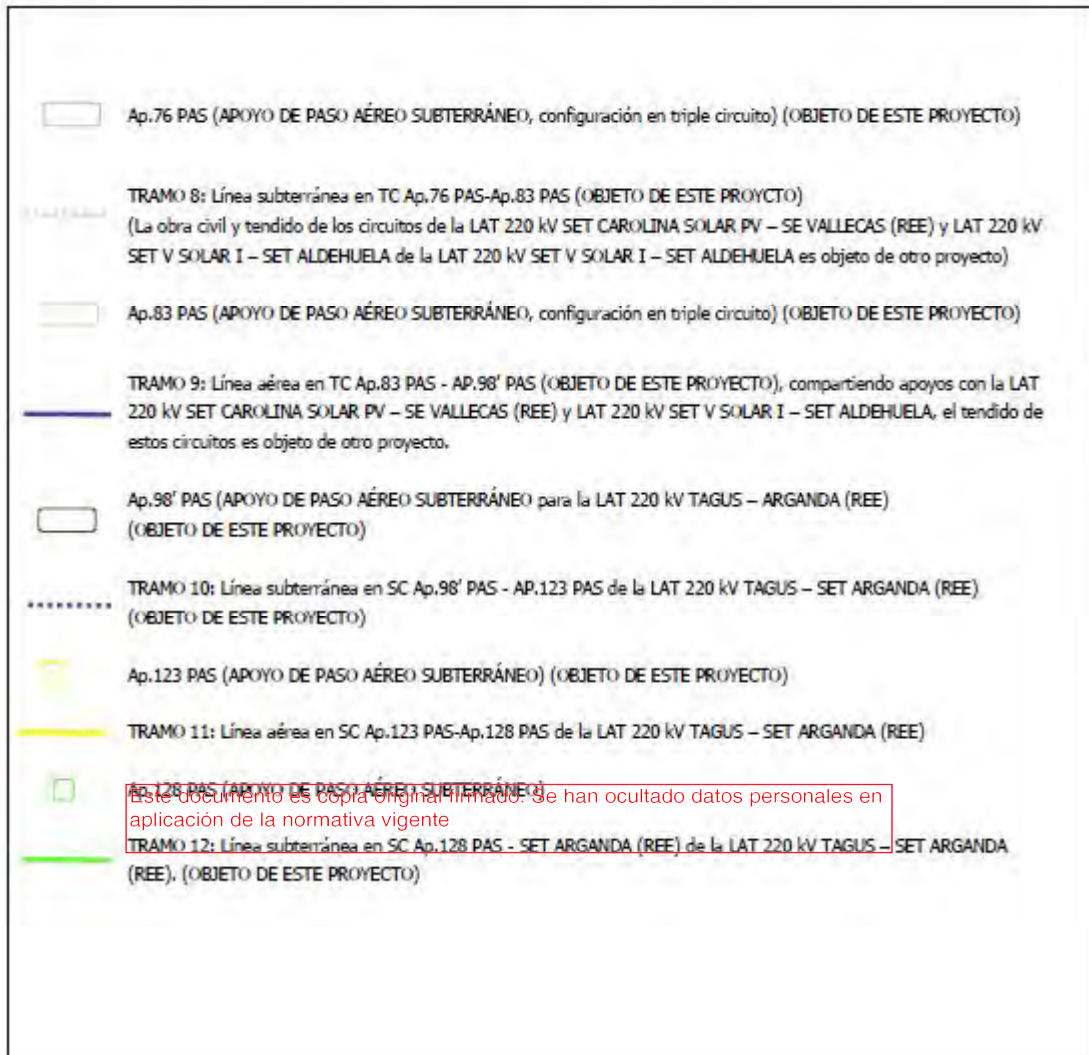 Ap.76 PAS (APOYO DE PASO AÉREO SUBTERRÁNEO, configuración en triple circuito) (OBJETO DE ESTE PROYECTO)
TRAMO 8: Línea subterránea en TC Ap.76 PAS-Ap.83 PAS (OBJETO DE ESTE PROYCTO)
(La obra civil y tendido de los circuitos de la LAT 220 kV SET CAROLINA SOLAR PV – SE VALLECAS (REE) y LAT 220 kV
SET V SOLAR I – SET ALDEHUELA de la LAT 220 kV SET V SOLAR I – SET ALDEHUELA es objeto de otro proyecto)
Ap.83 PAS (APOYO DE PASO AÉREO SUBTERRÁNEO, configuración en triple circuito) (OBJETO DE ESTE PROYECTO)
TRAMO 9: Línea aérea en TC Ap.83 PAS - AP.98' PAS (OBJETO DE ESTE PROYECTO), compartiendo apoyos con la LAT
220 kV SET CAROLINA SOLAR PV – SE VALLECAS (REE) y LAT 220 kV SET V SOLAR I – SET ALDEHUELA, el tendido de
estos circuitos es objeto de otro proyecto.
Ap.98' PAS (APOYO DE PASO AÉREO SUBTERRÁNEO para la LAT 220 kV TAGUS – ARGANDA (REE)
(OBJETO DE ESTE PROYECTO)
TRAMO 10: Línea subterránea en SC Ap.98' PAS - AP.123 PAS de la LAT 220 kV TAGUS – SET ARGANDA (REE)
(OBJETO DE ESTE PROYECTO)
Ap.123 PAS (APOYO DE PASO AÉREO SUBTERRÁNEO) (OBJETO DE ESTE PROYECTO)
TRAMO 11: Línea aérea en SC Ap.123 PAS-Ap.128 PAS de la LAT 220 kV TAGUS – SET ARGANDA (REE)
Ap.128 PAS (APOYO DE PASO AÉREO SUBTERRÁNEO)
Este documento es copia original firmado. Se han ocultado datos personales en
aplicación de la normativa vigente
TRAMO 12: Línea subterránea en SC Ap.128 PAS - SET ARGANDA (REE) de la LAT 220 kV TAGUS – SET ARGANDA
(REE). (OBJETO DE ESTE PROYECTO)